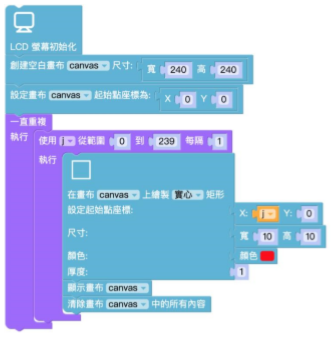 LCD 螢幕初始化
創建空白畫布 canvas 尺寸: 寬 240 高 240
設定畫布 canvas 起始點座標為: X 0 Y 0
一直重複
執行 使用 j 從範圍 0 到 239 每隔 1
執行
在畫布 canvas 上繪製 實心 矩形
設定起始點座標: X: j Y: 0
尺寸: 寬 10 高 10
顏色: 顏色
厚度: 1
顯示畫布 canvas
清除畫布 canvas 中的所有內容